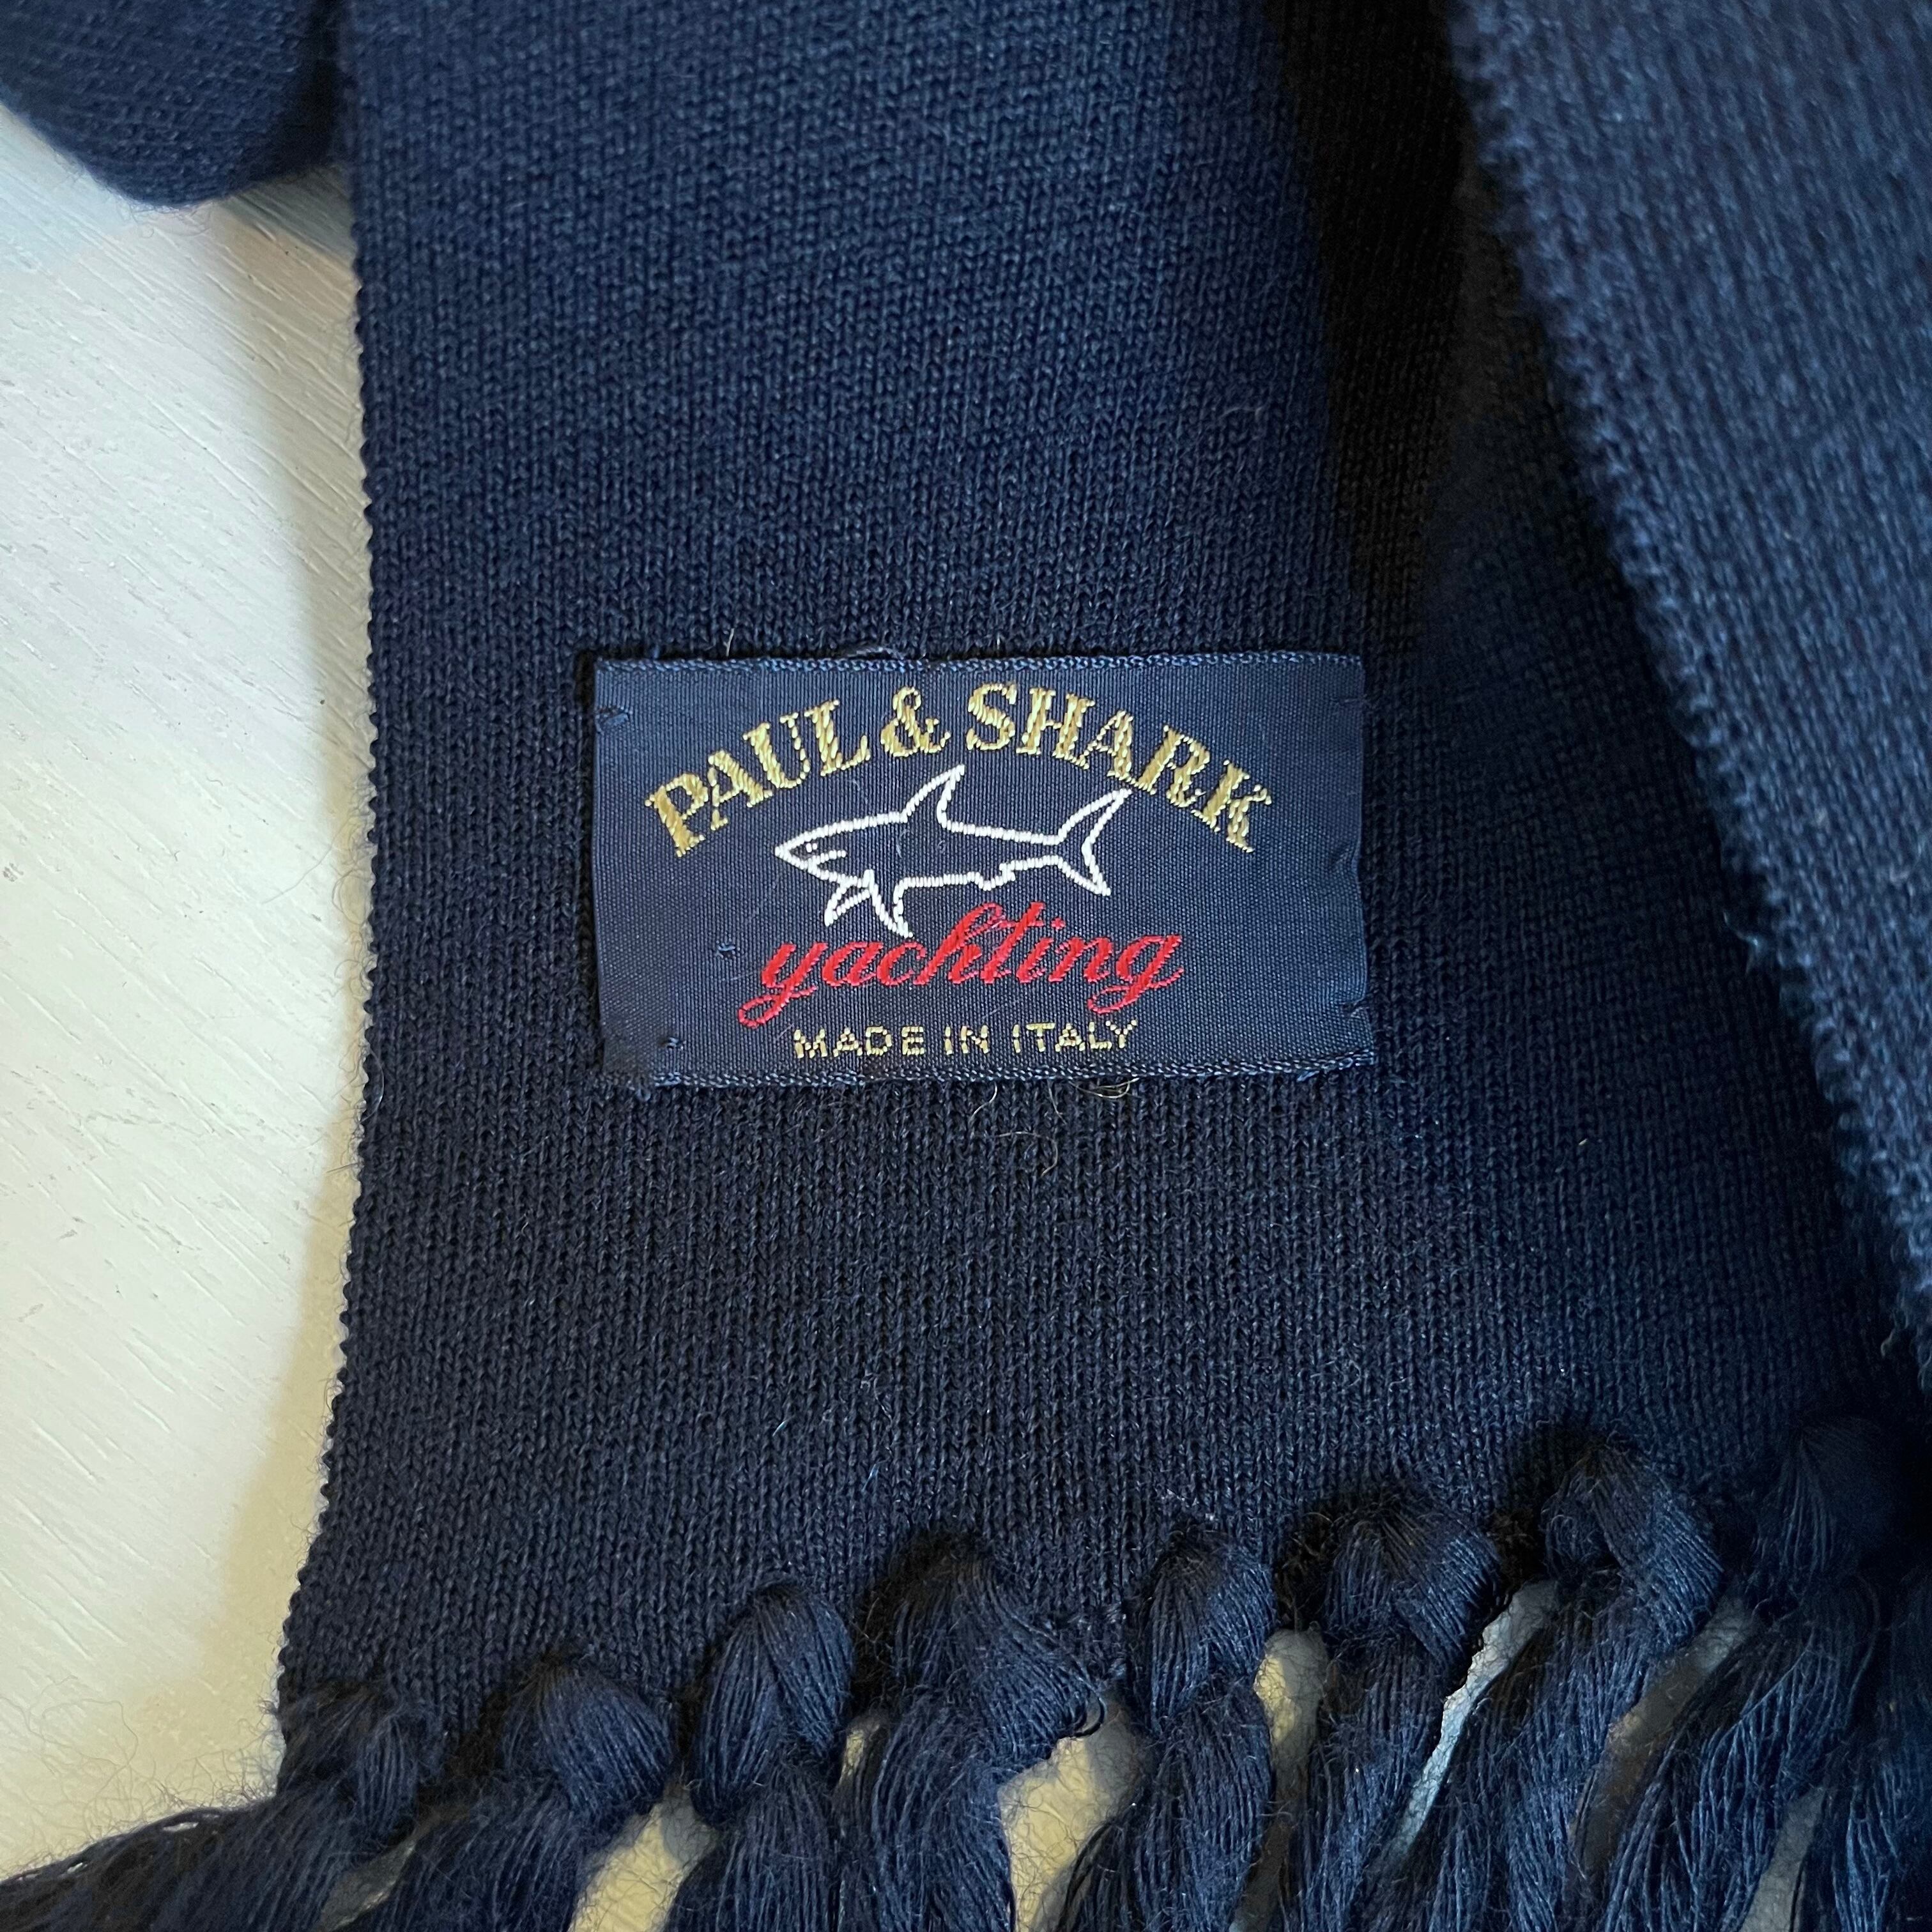 PAUL & SHARK
yachting
MADE IN ITALY